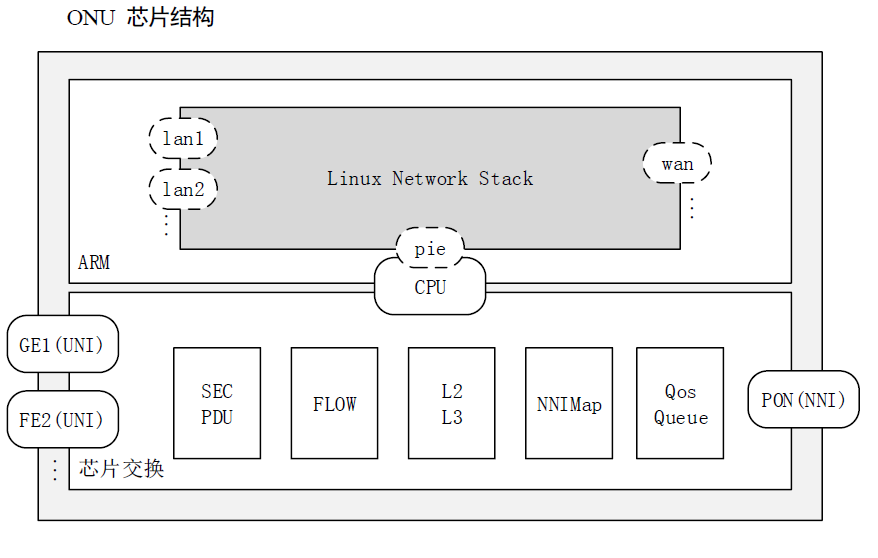 ONU 芯片结构
lan1
lan2
⋮
Linux Network Stack
wan
⋮
pie
CPU
ARM
GE1(UNI)
FE2(UNI)
⋮
芯片交换
SEC
PDU
FLOW
L2
L3
NNIMap
Qos
Queue
PON(NNI)